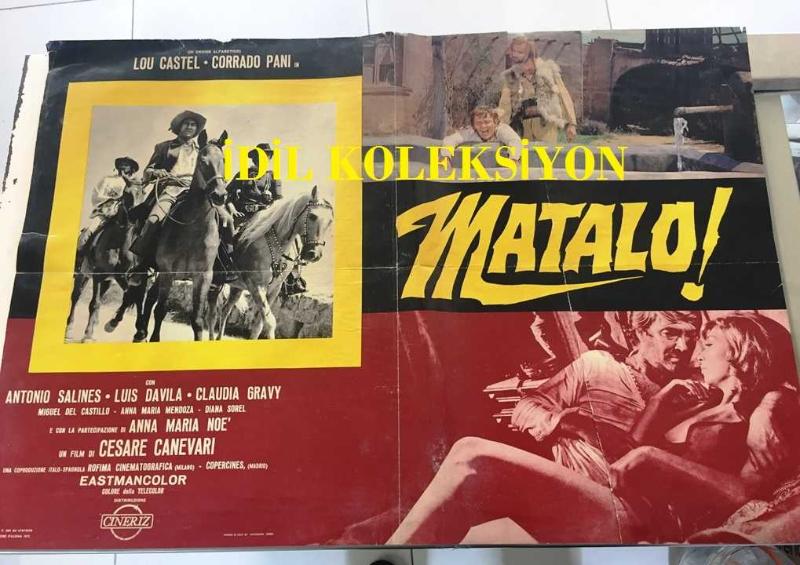 (IN ORDINE ALFABETICO)
LOU CASTEL • CORRADO PANI IN
İDİL KOLEKSİYON
MATALO!
CON
ANTONIO SALINES • LUIS DAVILA • CLAUDIA GRAVY
MIGUEL DEL CASTILLO - ANNA MARIA MENDOZA - DIANA SOREL
E CON LA PARTECIPAZIONE DI ANNA MARIA NOE'
UN FILM DI CESARE CANEVARI
UNA COPRODUZIONE ITALO-SPAGNOLA ROFIMA CINEMATOGRAFICA (MILANO) - COPERCINES, (MADRID)
EASTMANCOLOR
COLORE della TELECOLOR
DISTRIBUZIONE
CINERIZ